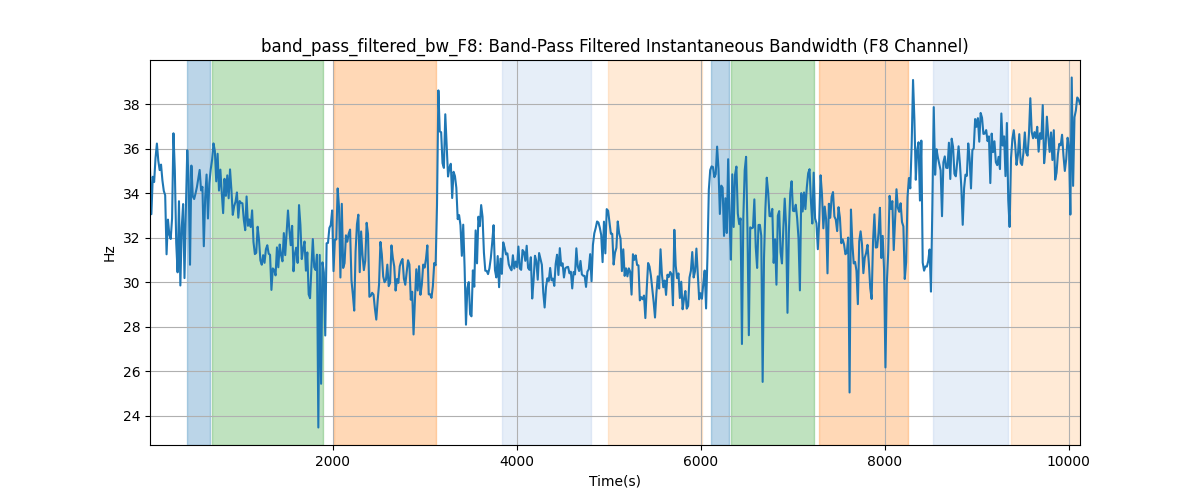 band_pass_filtered_bw_F8: Band-Pass Filtered Instantaneous Bandwidth (F8 Channel)
38
36
34
32
30
28
26
24
Hz
2000 4000 6000 8000 10000
Time(s)